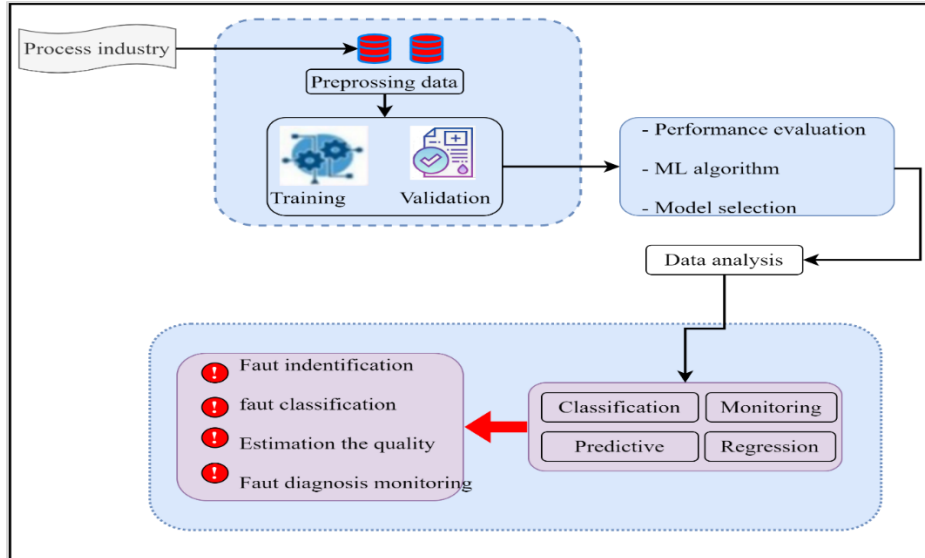 Process industry
Preprossing data
Training
Validation
- Performance evaluation
- ML algorithm
- Model selection
Data analysis
Faut indentification
faut classification
Estimation the quality
Faut diagnosis monitoring
Classification
Monitoring
Predictive
Regression